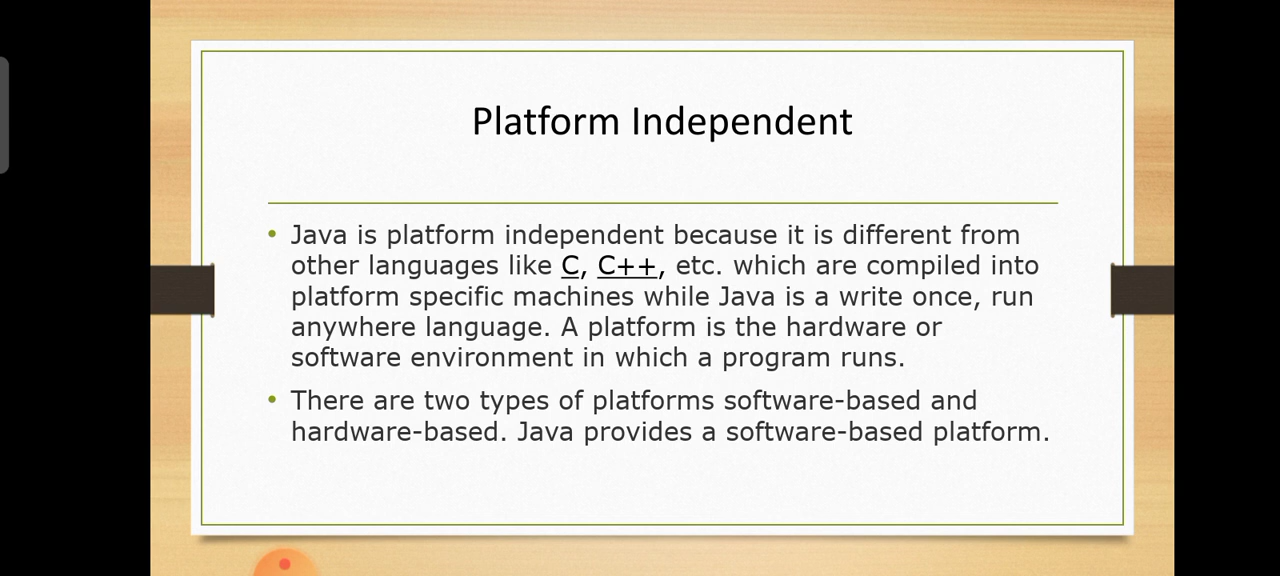 Platform Independent
• Java is platform independent because it is different from
other languages like C, C++, etc. which are compiled into
platform specific machines while Java is a write once, run
anywhere language. A platform is the hardware or
software environment in which a program runs.
• There are two types of platforms software-based and
hardware-based. Java provides a software-based platform.